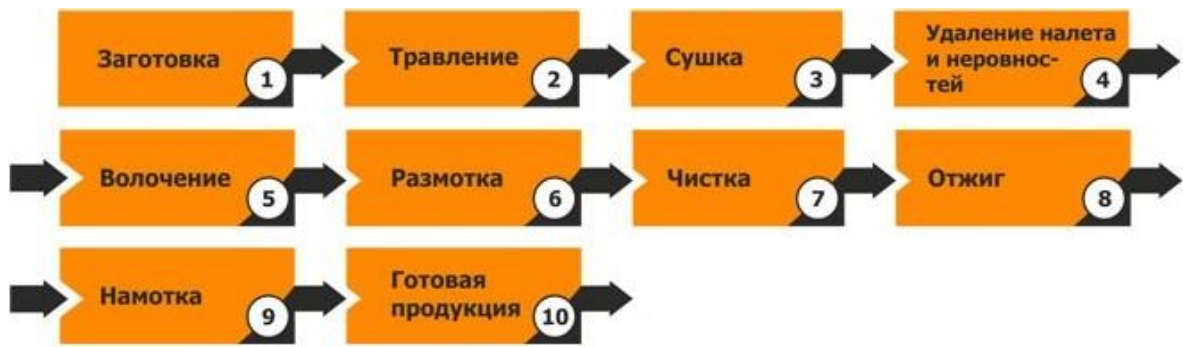 Заготовка
1
Травление
2
Сушка
3
Удаление налета
и неровнос-
тей
4
Волочение
5
Размотка
6
Чистка
7
Отжиг
8
Намотка
9
Готовая
продукция
10